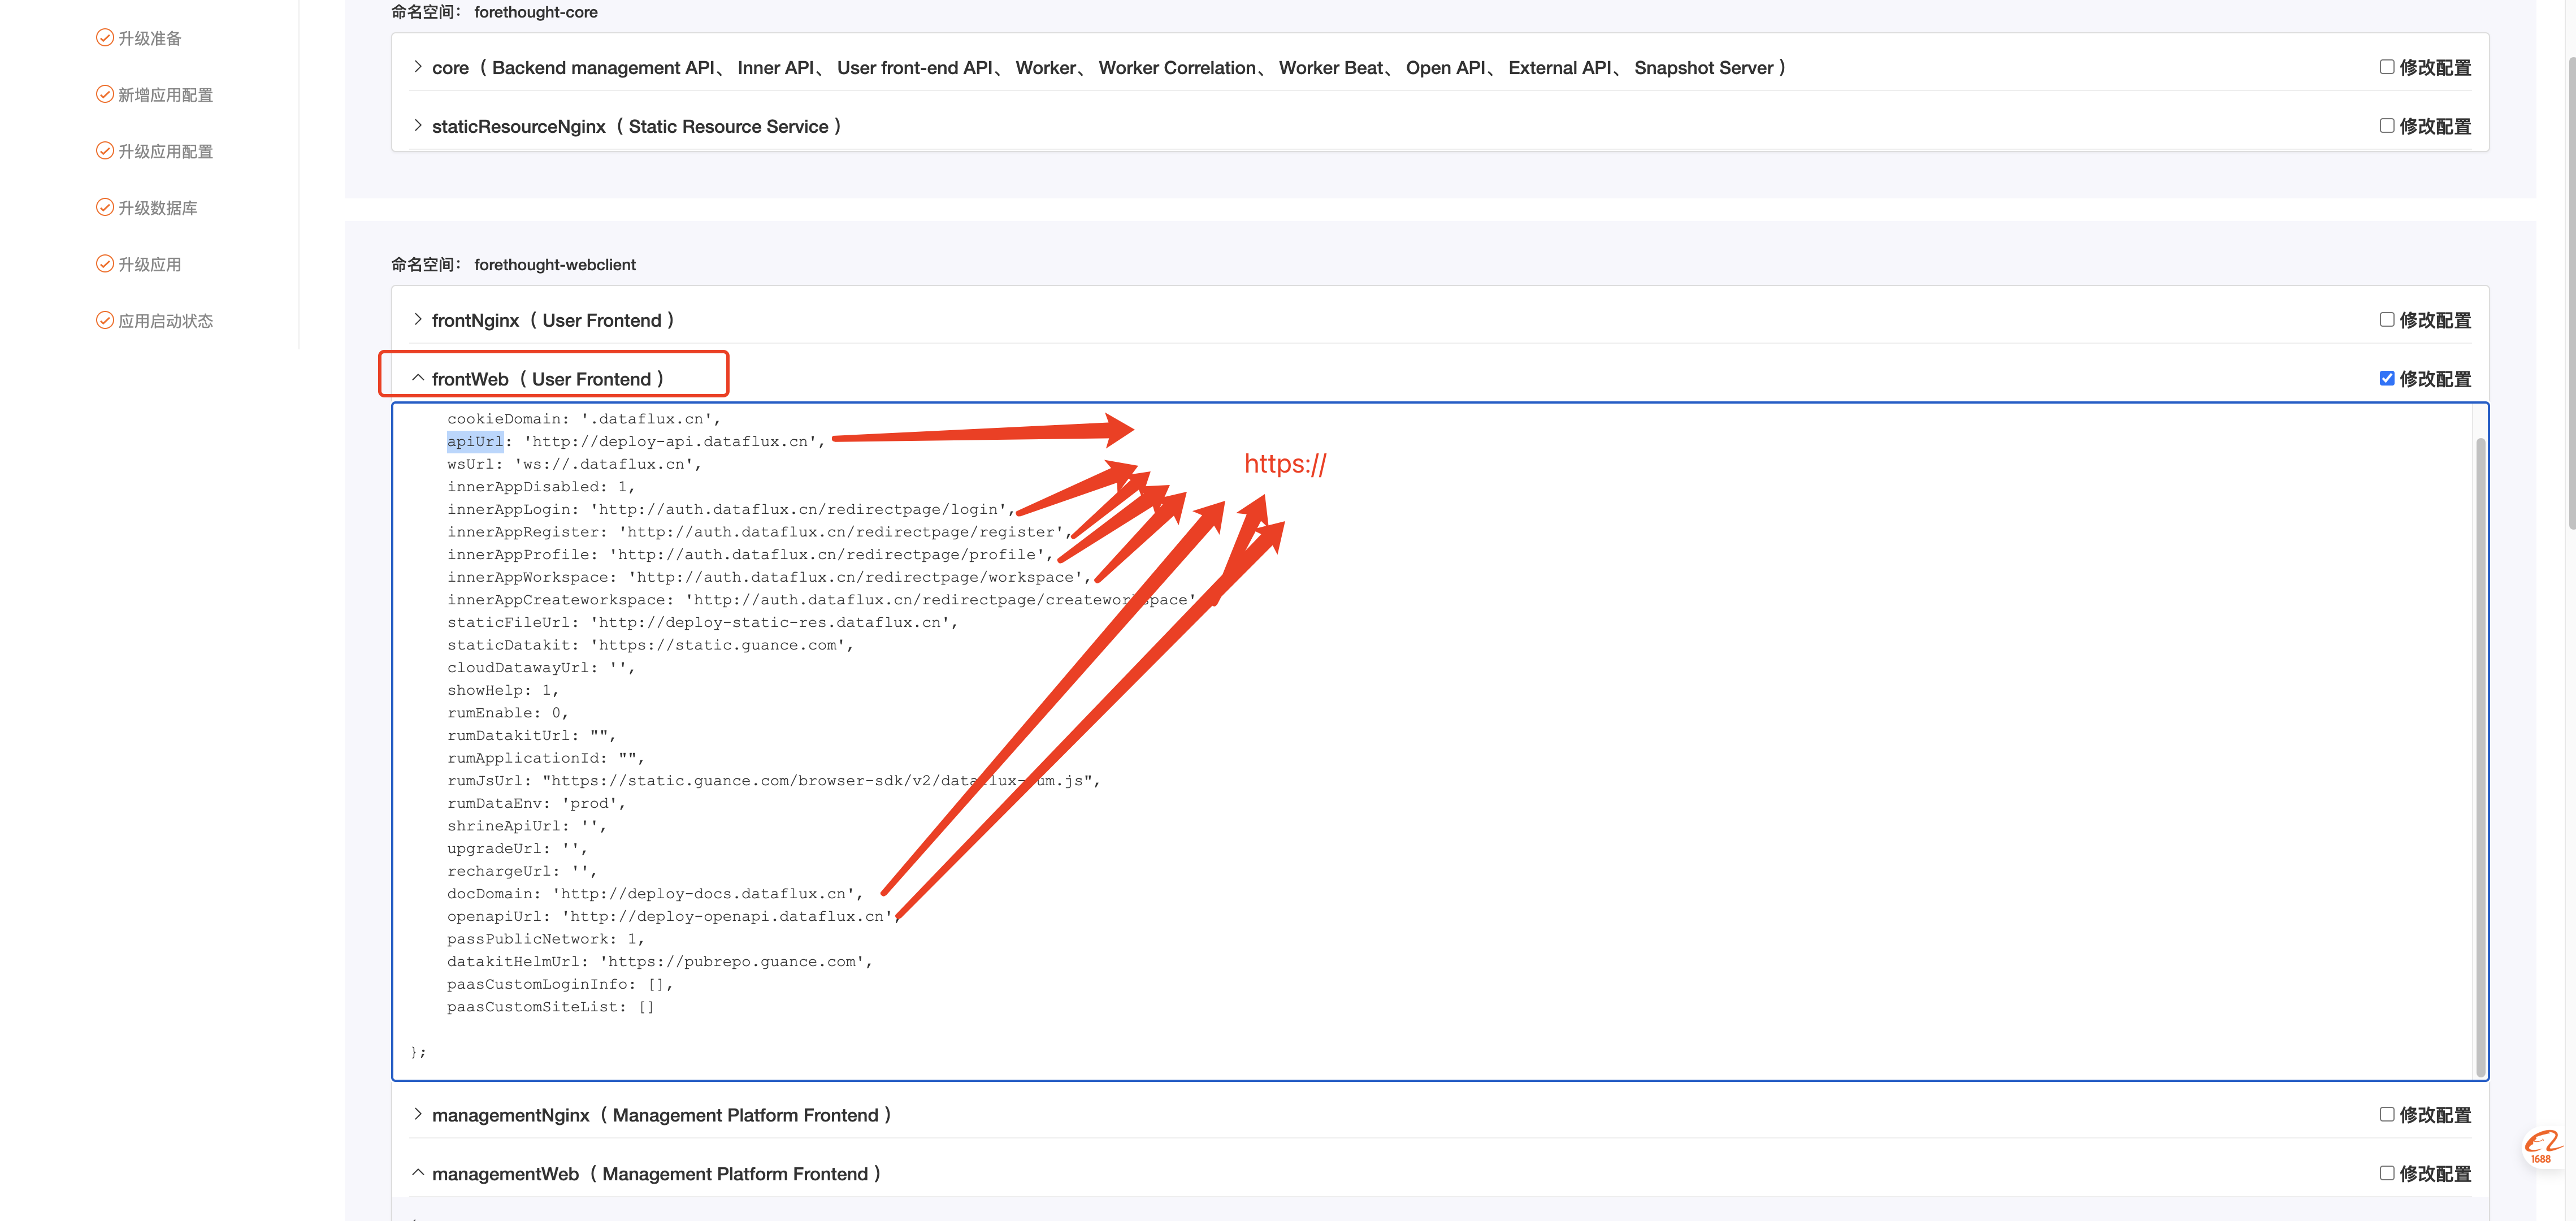 命名空间： forethought-core
升级准备
core （ Backend management API、 Inner API、 User front-end API、 Worker、 Worker Correlation、 Worker Beat、 Open API、 External API、 Snapshot Server ）
修改配置
新增应用配置
staticResourceNginx （ Static Resource Service ）
修改配置
升级应用配置
升级数据库
升级应用
命名空间： forethought-webclient
应用启动状态
frontNginx （ User Frontend ）
修改配置
frontWeb （ User Frontend ）
修改配置
cookieDomain: '.dataflux.cn',
apiUrl: 'http://deploy-api.dataflux.cn',
wsUrl: 'ws://.dataflux.cn',
https://
innerAppDisabled: 1,
innerAppLogin: 'http://auth.dataflux.cn/redirectpage/login',
innerAppRegister: 'http://auth.dataflux.cn/redirectpage/register',
innerAppProfile: 'http://auth.dataflux.cn/redirectpage/profile',
innerAppWorkspace: 'http://auth.dataflux.cn/redirectpage/workspace',
innerAppCreateworkspace: 'http://auth.dataflux.cn/redirectpage/createworkspace'
staticFileUrl: 'http://deploy-static-res.dataflux.cn',
staticDatakit: 'https://static.guance.com',
cloudDatawayUrl: '',
showHelp: 1,
rumEnable: 0,
rumDatakitUrl: "",
rumApplicationId: "",
rumJsUrl: "https://static.guance.com/browser-sdk/v2/dataflux-rum.js",
rumDataEnv: 'prod',
shrineApiUrl: '',
upgradeUrl: '',
rechargeUrl: '',
docDomain: 'http://deploy-docs.dataflux.cn',
openapiUrl: 'http://deploy-openapi.dataflux.cn',
passPublicNetwork: 1,
datakitHelmUrl: 'https://pubrepo.guance.com',
paasCustomLoginInfo: [],
paasCustomSiteList: []
};
managementNginx （ Management Platform Frontend ）
修改配置
1688
managementWeb （ Management Platform Frontend ）
修改配置